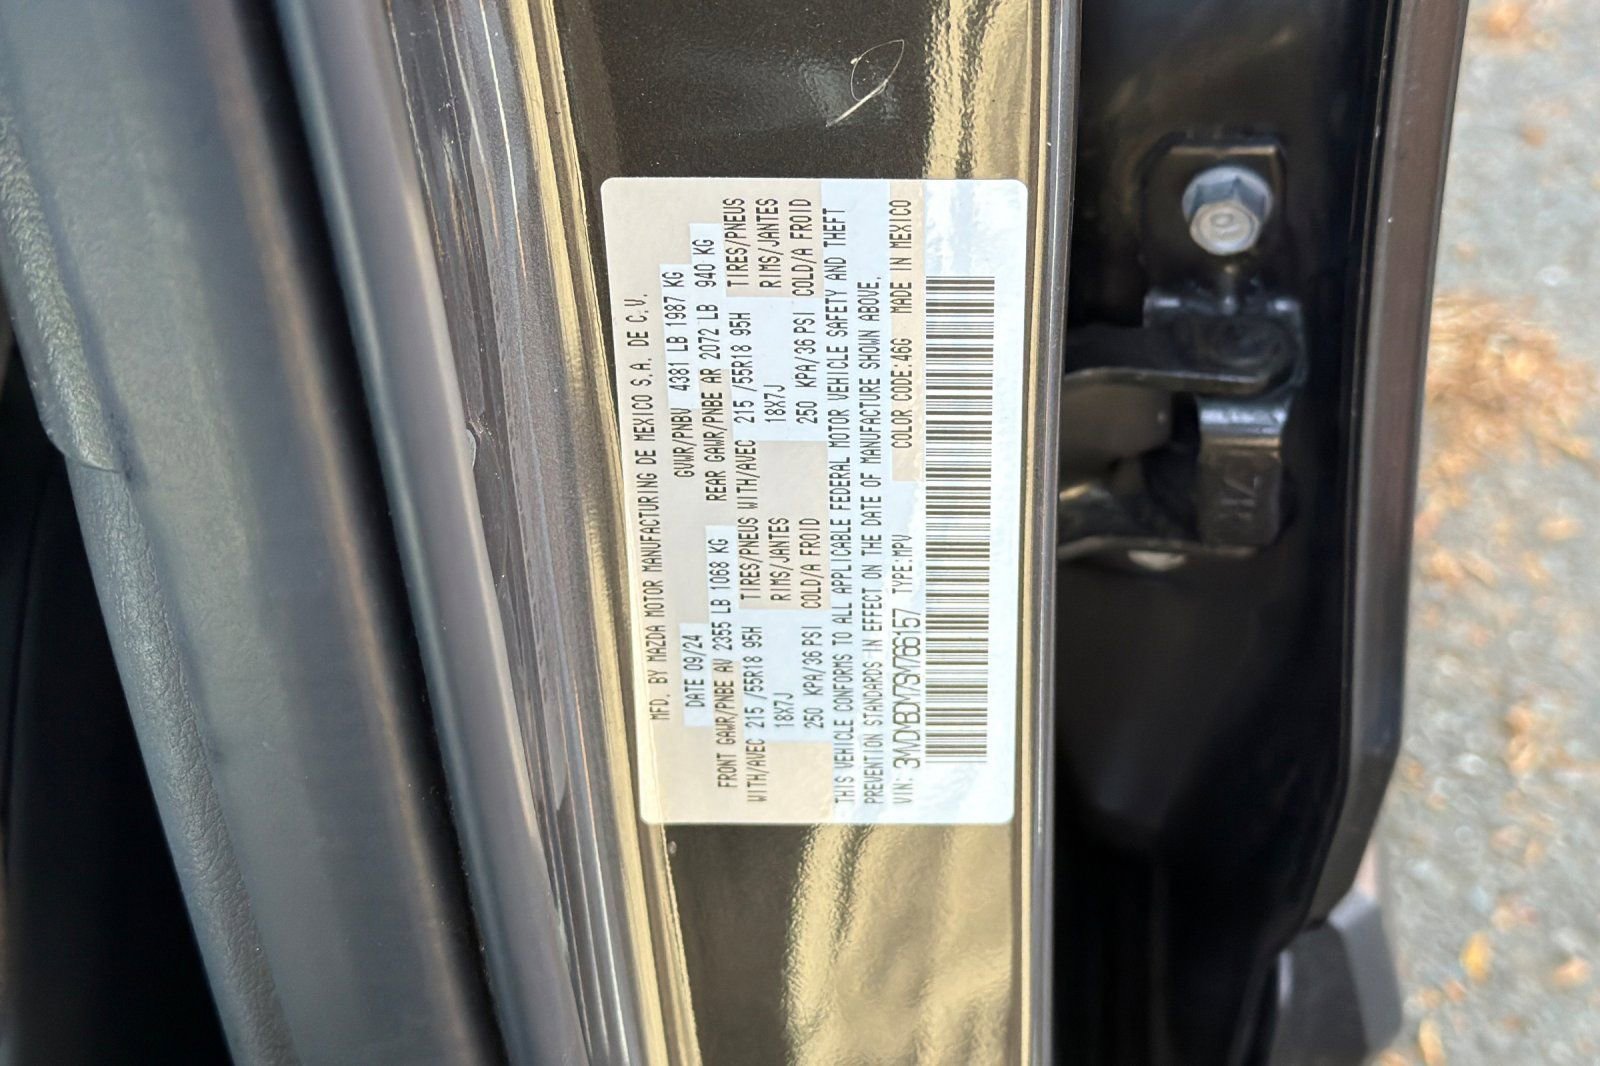 MFD. BY MAZDA MOTOR MANUFACTURING DE MEXICO S.A. DE C.V.
DATE 09/24 GVWR/PNBV 4381 LB 1987 KG
FRONT GAWR/PNBE AV 2355 LB 1068 KG REAR GAWR/PNBE AR 2072 LB 940 KG
WITH/AVEC 215 /55R18 95H TIRES/PNEUS WITH/AVEC 215 /55R18 95H TIRES/PNEUS
18X7J RIMS/JANTES 18X7J RIMS/JANTES
250 KPA/36 PSI COLD/A FROID 250 KPA/36 PSI COLD/A FROID
THIS VEHICLE CONFORMS TO ALL APPLICABLE FEDERAL MOTOR VEHICLE SAFETY AND THEFT
PREVENTION STANDARDS IN EFFECT ON THE DATE OF MANUFACTURE SHOWN ABOVE.
VIN: 3MVDMBDM7SM766157 TYPE:MPV COLOR CODE:46G MADE IN MEXICO